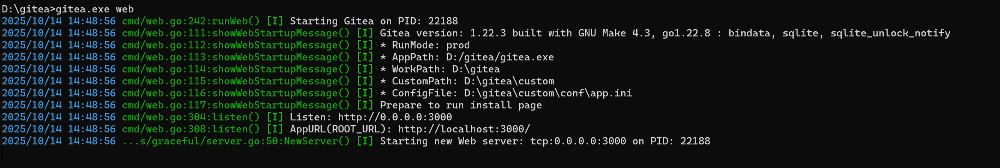 D:\gitea>gitea.exe web
2025/10/14 14:48:56 cmd/web.go:242:runWeb() [I] Starting Gitea on PID: 22188
2025/10/14 14:48:56 cmd/web.go:111:showWebStartupMessage() [I] Gitea version: 1.22.3 built with GNU Make 4.3, go1.22.8 : bindata, sqlite, sqlite_unlock_notify
2025/10/14 14:48:56 cmd/web.go:112:showWebStartupMessage() [I] * RunMode: prod
2025/10/14 14:48:56 cmd/web.go:113:showWebStartupMessage() [I] * AppPath: D:/gitea/gitea.exe
2025/10/14 14:48:56 cmd/web.go:114:showWebStartupMessage() [I] * WorkPath: D:\gitea
2025/10/14 14:48:56 cmd/web.go:115:showWebStartupMessage() [I] * CustomPath: D:\gitea\custom
2025/10/14 14:48:56 cmd/web.go:116:showWebStartupMessage() [I] * ConfigFile: D:\gitea\custom\conf\app.ini
2025/10/14 14:48:56 cmd/web.go:117:showWebStartupMessage() [I] Prepare to run install page
2025/10/14 14:48:56 cmd/web.go:304:listen() [I] Listen: http://0.0.0.0:3000
2025/10/14 14:48:56 cmd/web.go:308:listen() [I] AppURL(ROOT_URL): http://localhost:3000/
2025/10/14 14:48:56 ...s/graceful/server.go:50:NewServer() [I] Starting new Web server: tcp:0.0.0.0:3000 on PID: 22188